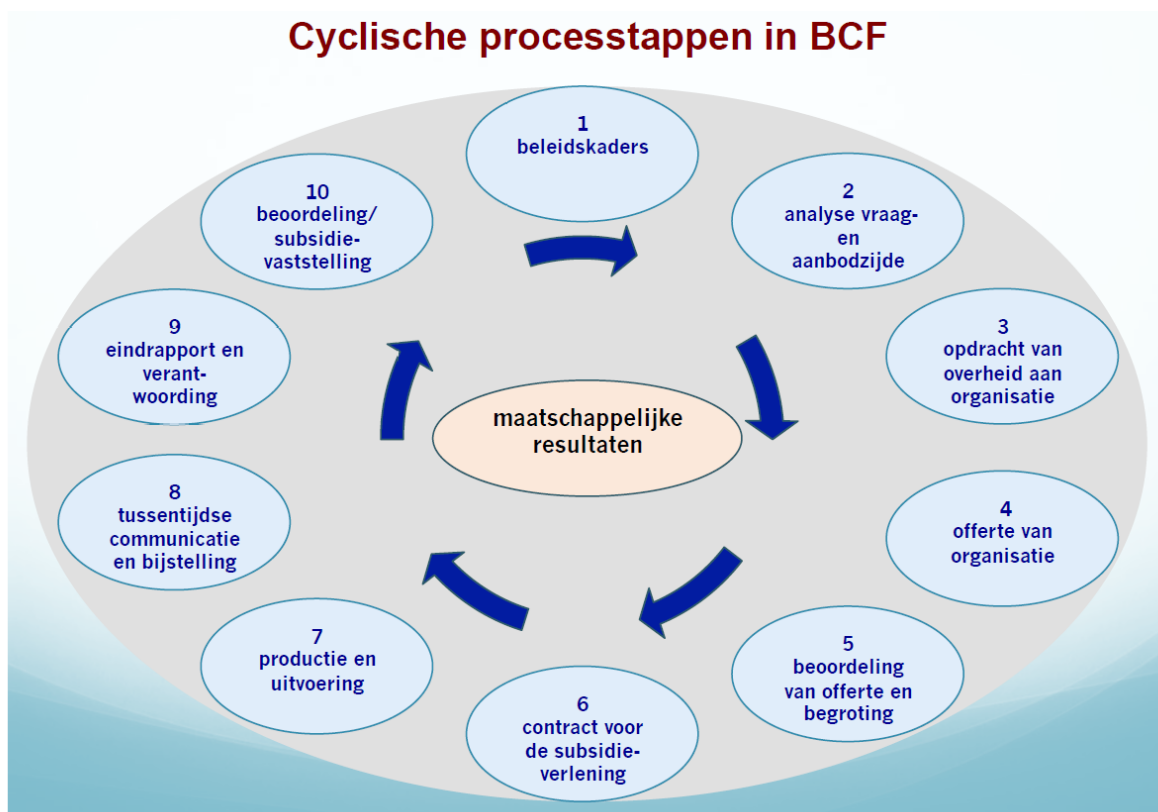 Cyclische processtappen in BCF
1
beleidskaders
2
analyse vraag-
en
aanbodzijde
3
opdracht van
overheid aan
organisatie
4
offerte van
organisatie
5
beoordeling
van offerte en
begroting
6
contract voor
de subsidie-
verlening
7
productie en
uitvoering
8
tussentijdse
communicatie
en bijstelling
9
eindrapport en
verant-
woording
10
beoordeling/
subsidie-
vaststelling
maatschappelijke
resultaten